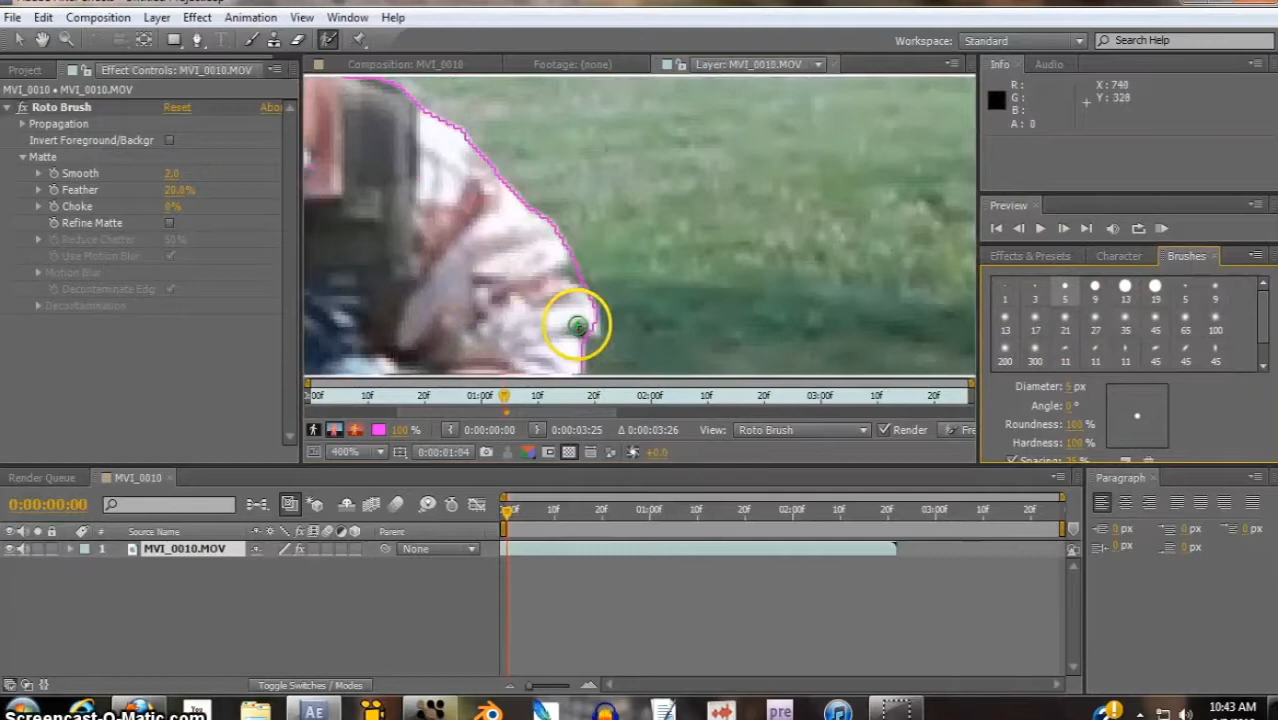 File Edit Composition Layer Effect Animation View Window Help
Workspace: Standard Search Help
Project Effect Controls: MVI_0010.MOV Composition: MVI_0010 Footage: (none) Layer: MVI_0010.MOV Info Audio
MVI_0010 • MVI_0010.MOV
Roto Brush Reset Abo
Propagation
Invert Foreground/Backgr
Matte
Smooth 2.0
Feather 20.0%
Choke 0%
Refine Matte
Reduce Chatter 50%
Use Motion Blur
Motion Blur
Decontaminate Edg
Decontamination
R: X: 740
G: Y: 328
B:
A: 0
Preview
Effects & Presets Character Brushes
1 3 5 9 13 19 5 9
13 17 21 27 35 45 65 100
200 300 11 11 11 45 45 45
Diameter: 5 px
Angle: 0 °
Roundness: 100 %
Hardness: 100 %
Spacing: 25 %
:00f 10f 20f 01:00f 10f 20f 02:00f 10f 20f 03:00f 10f 20f
100 % 0:00:00:00 0:00:03:25 Δ 0:00:03:26 View: Roto Brush Render Fre
400% 0:00:01:04 +0.0
Render Queue MVI_0010
0:00:00:00
:00f 10f 20f 01:00f 10f 20f 02:00f 10f 20f 03:00f 20f
# Source Name Parent
1 MVI_0010.MOV None
Toggle Switches / Modes
Paragraph
0 px 0 px 0 px
0 px 0 px
You
Ae
pre
10:43 AM
Screencast-O-Matic.com